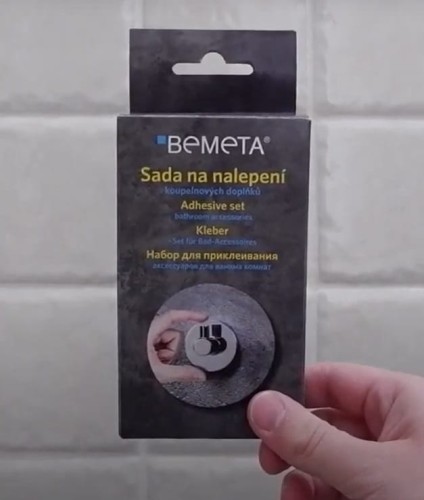 BEMETA®
Sada na nalepení
koupelnových doplňků
Adhesive set
bathroom accessories
Kleber
Set für Bad-Accessoires
Набор для приклеивания
аксессуаров для ванных комнат